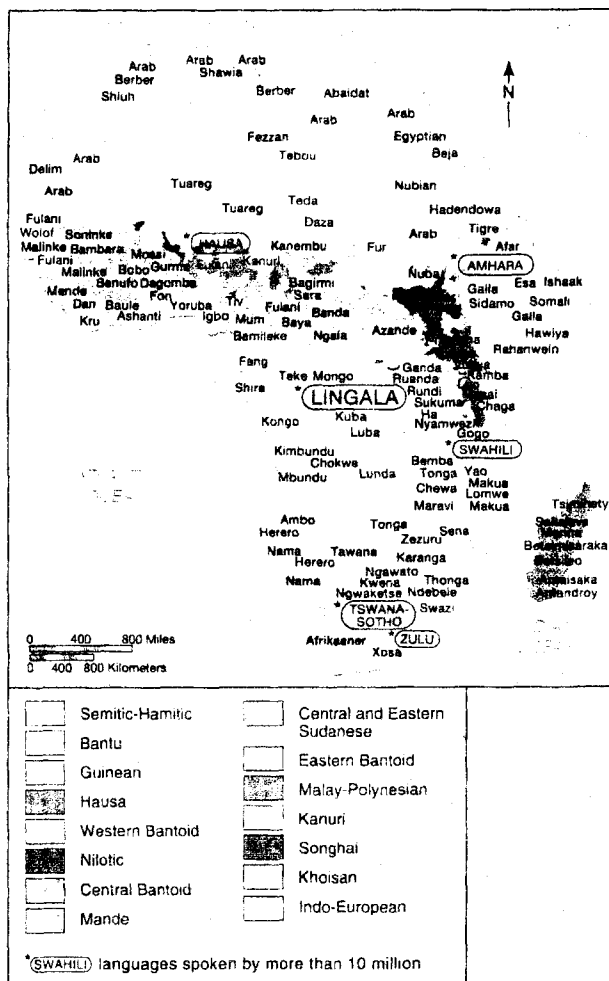 Arab Arab Arab
Berber Shawia
Shluh Berber Abaidat
N
Arab Arab
Fezzan Egyptian
Tebou Beja
Arab
Delim
Tuareg Nubian
Arab Teda
Tuareg Hadendowa
Fulani Daza
Wolof Soninke HAUSA Kanembu Fur Arab Tigre
Malinke Bambara Mossi Afar
Fulani Gurma Fulani Kanuri AMHARA
Malinke Bobo Nuba
Mende Benufo Dagomba Bagirmi Galla Esa Ishaak
Dan Baule Fon Yoruba Tiv Sara Sidamo Somali
Kru Ashanti Igbo Mum Fulani Banda Galla
Bamileke Baya Azande Hawiya
Ngala Rahanwein
Fang Ganda
Shira Teke Mongo Ruanda Kamba
LINGALA Rundi
Sukuma Chaga
Kongo Kuba Ha
Luba Nyamwezi
Gogo
SWAHILI
Kimbundu Bemba
Chokwe Tonga Yao
Mbundu Lunda Chewa Makua
Lomwe
Maravi Makua
Tsimihety
Ambo Tonga Sena
Herero Zezuru
Nama Tawana Karanga
Herero Ngawato
Nama Kwena Thonga
Ngwaketse Ndebele
TSWANA-SOTHO Swazi
Afrikaaner ZULU
Xosa
0 400 800 Miles
0 400 800 Kilometers
Semitic-Hamitic
Bantu
Guinean
Hausa
Western Bantoid
Nilotic
Central Bantoid
Mande
Central and Eastern
Sudanese
Eastern Bantoid
Malay-Polynesian
Kanuri
Songhai
Khoisan
Indo-European
*SWAHILI languages spoken by more than 10 million